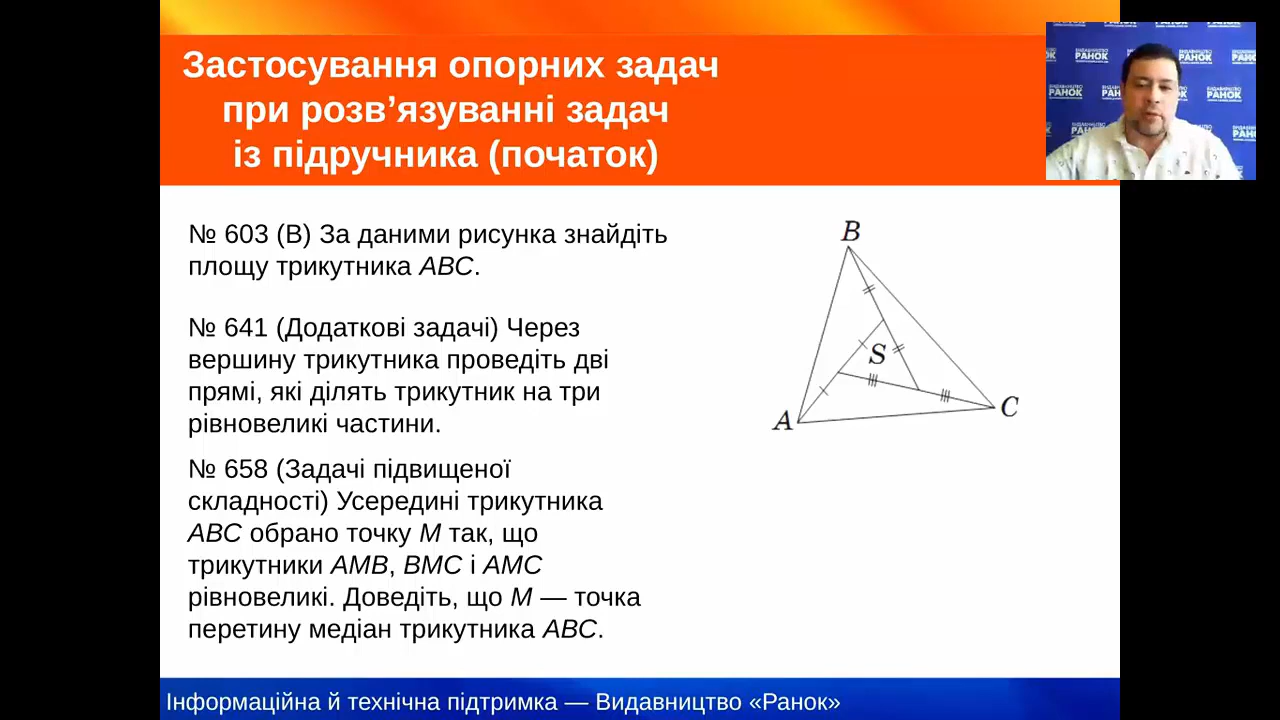 Застосування опорних задач
при розв’язуванні задач
із підручника (початок)
ВИДАВНИЦТВО
РАНОК
№ 603 (В) За даними рисунка знайдіть
площу трикутника ABC.
№ 641 (Додаткові задачі) Через
вершину трикутника проведіть дві
прямі, які ділять трикутник на три
рівновеликі частини.
№ 658 (Задачі підвищеної
складності) Усередині трикутника
ABC обрано точку M так, що
трикутники AMB, BMC і AMC
рівновеликі. Доведіть, що M — точка
перетину медіан трикутника ABC.
B
S
A
C
Інформаційна й технічна підтримка — Видавництво «Ранок»